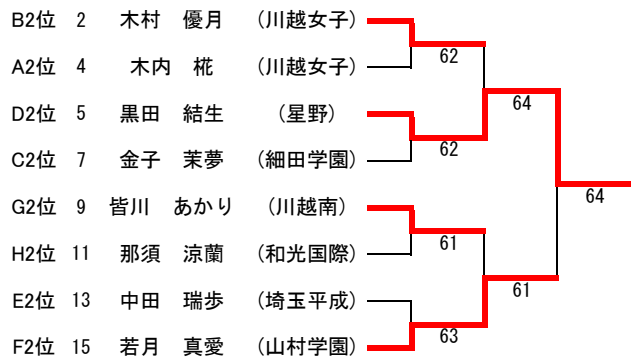 B2位 2 木村 優月 (川越女子)
62
A2位 4 木内 椛 (川越女子)
64
D2位 5 黒田 結生 (星野)
62
C2位 7 金子 茉夢 (細田学園)
64
G2位 9 皆川 あかり (川越南)
61
H2位 11 那須 涼蘭 (和光国際)
61
E2位 13 中田 瑞歩 (埼玉平成)
63
F2位 15 若月 真愛 (山村学園)